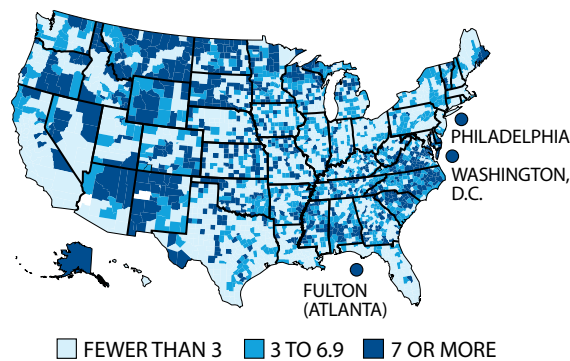 PHILADELPHIA
WASHINGTON,
D.C.
FULTON
(ATLANTA)
FEWER THAN 3
3 TO 6.9
7 OR MORE